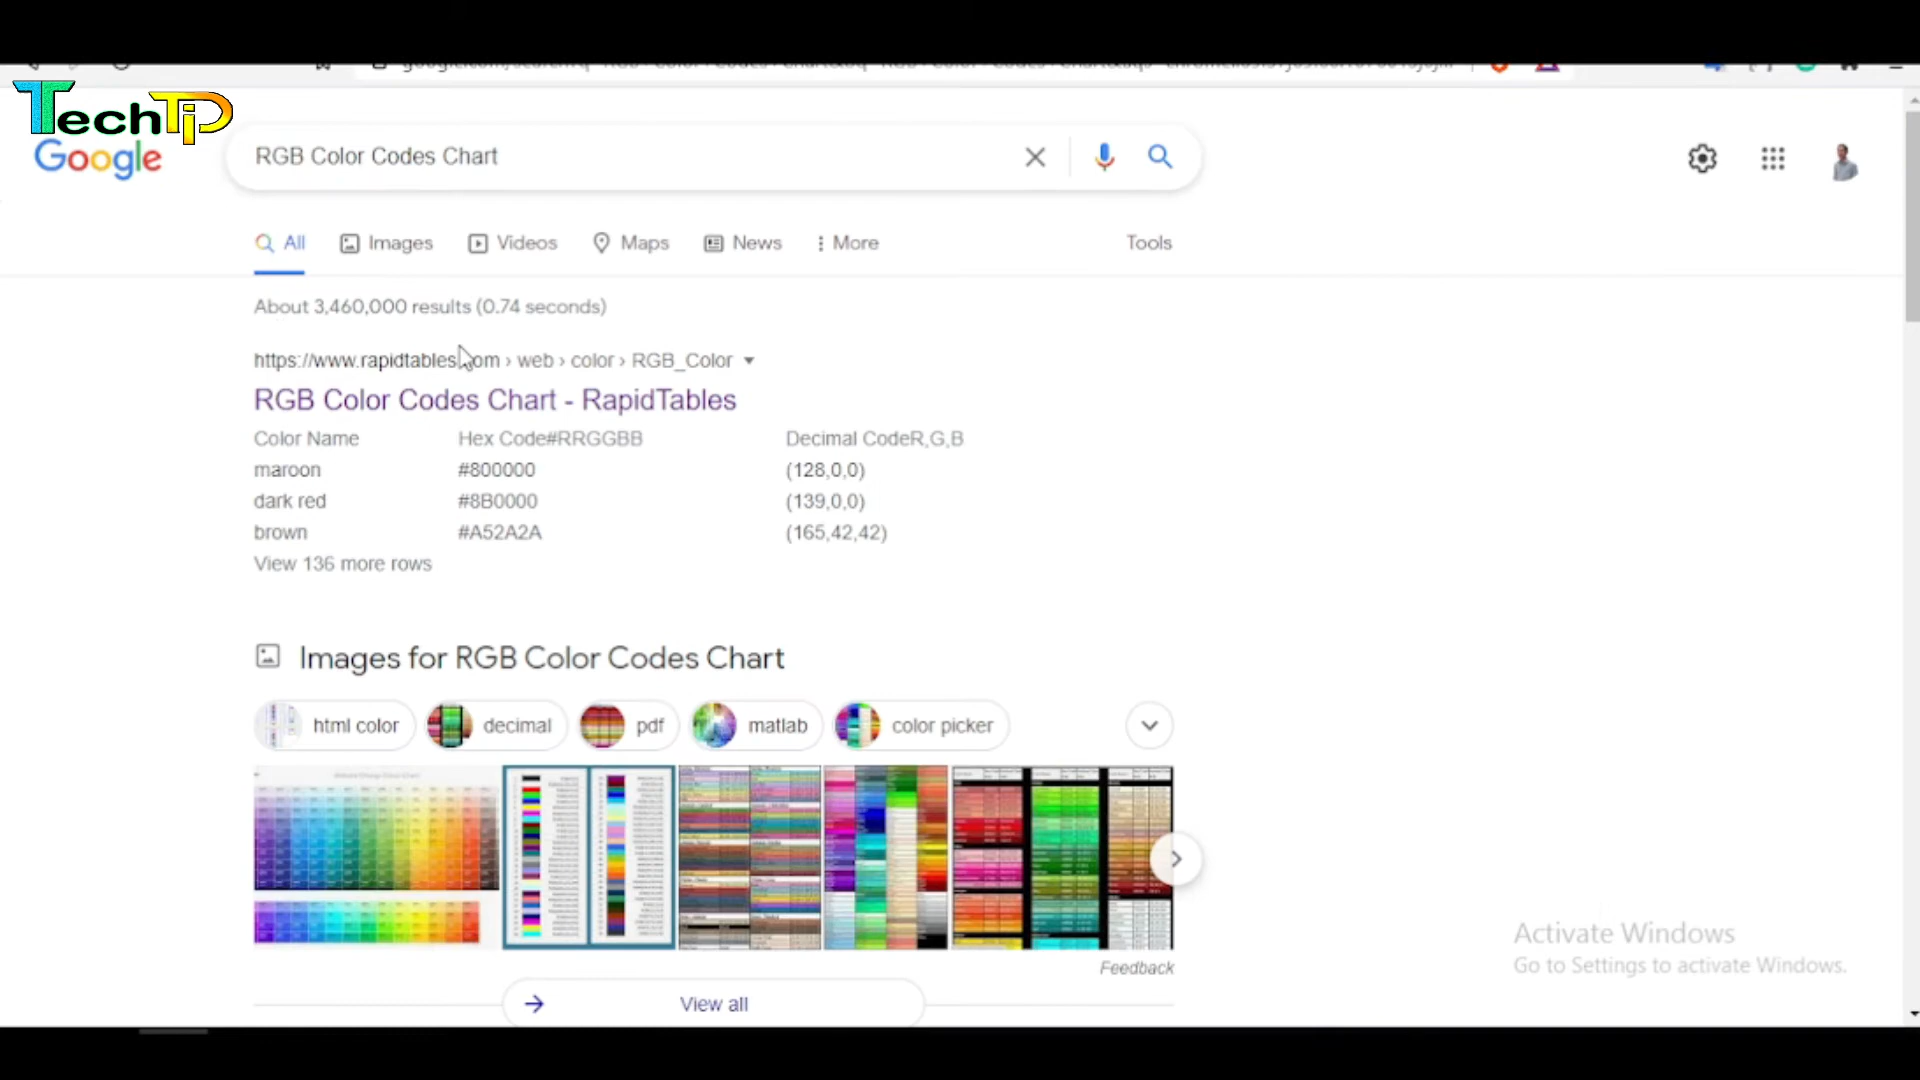 TechTip
Google
RGB Color Codes Chart
All Images Videos Maps News More Tools
About 3,460,000 results (0.74 seconds)
https://www.rapidtables.com › web › color › RGB_Color
RGB Color Codes Chart - RapidTables
Color Name Hex Code#RRGGBB Decimal CodeR,G,B
maroon #800000 (128,0,0)
dark red #8B0000 (139,0,0)
brown #A52A2A (165,42,42)
View 136 more rows
Images for RGB Color Codes Chart
html color decimal pdf matlab color picker
Feedback
View all
Activate Windows
Go to Settings to activate Windows.